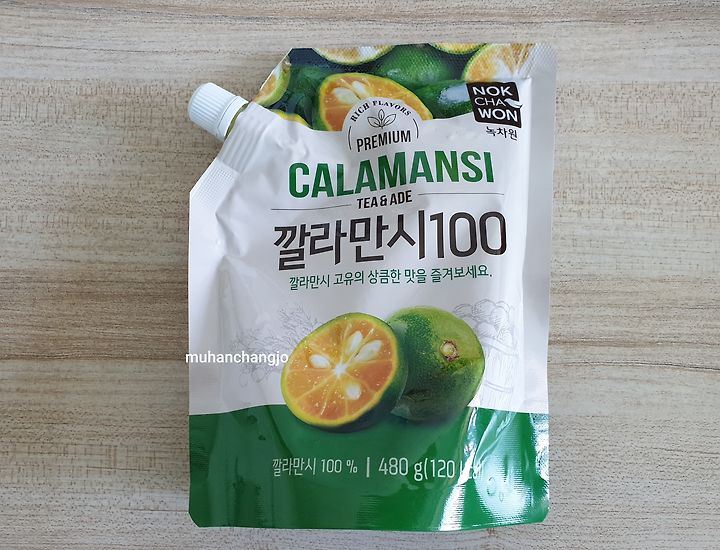 NOK
CHA
WON
녹차원
RICH FLAVORS
PREMIUM
CALAMANSI
TEA & ADE
깔라만시100
깔라만시 고유의 상큼한 맛을 즐겨보세요.
muhanchangjo
깔라만시 100 % | 480 g(120